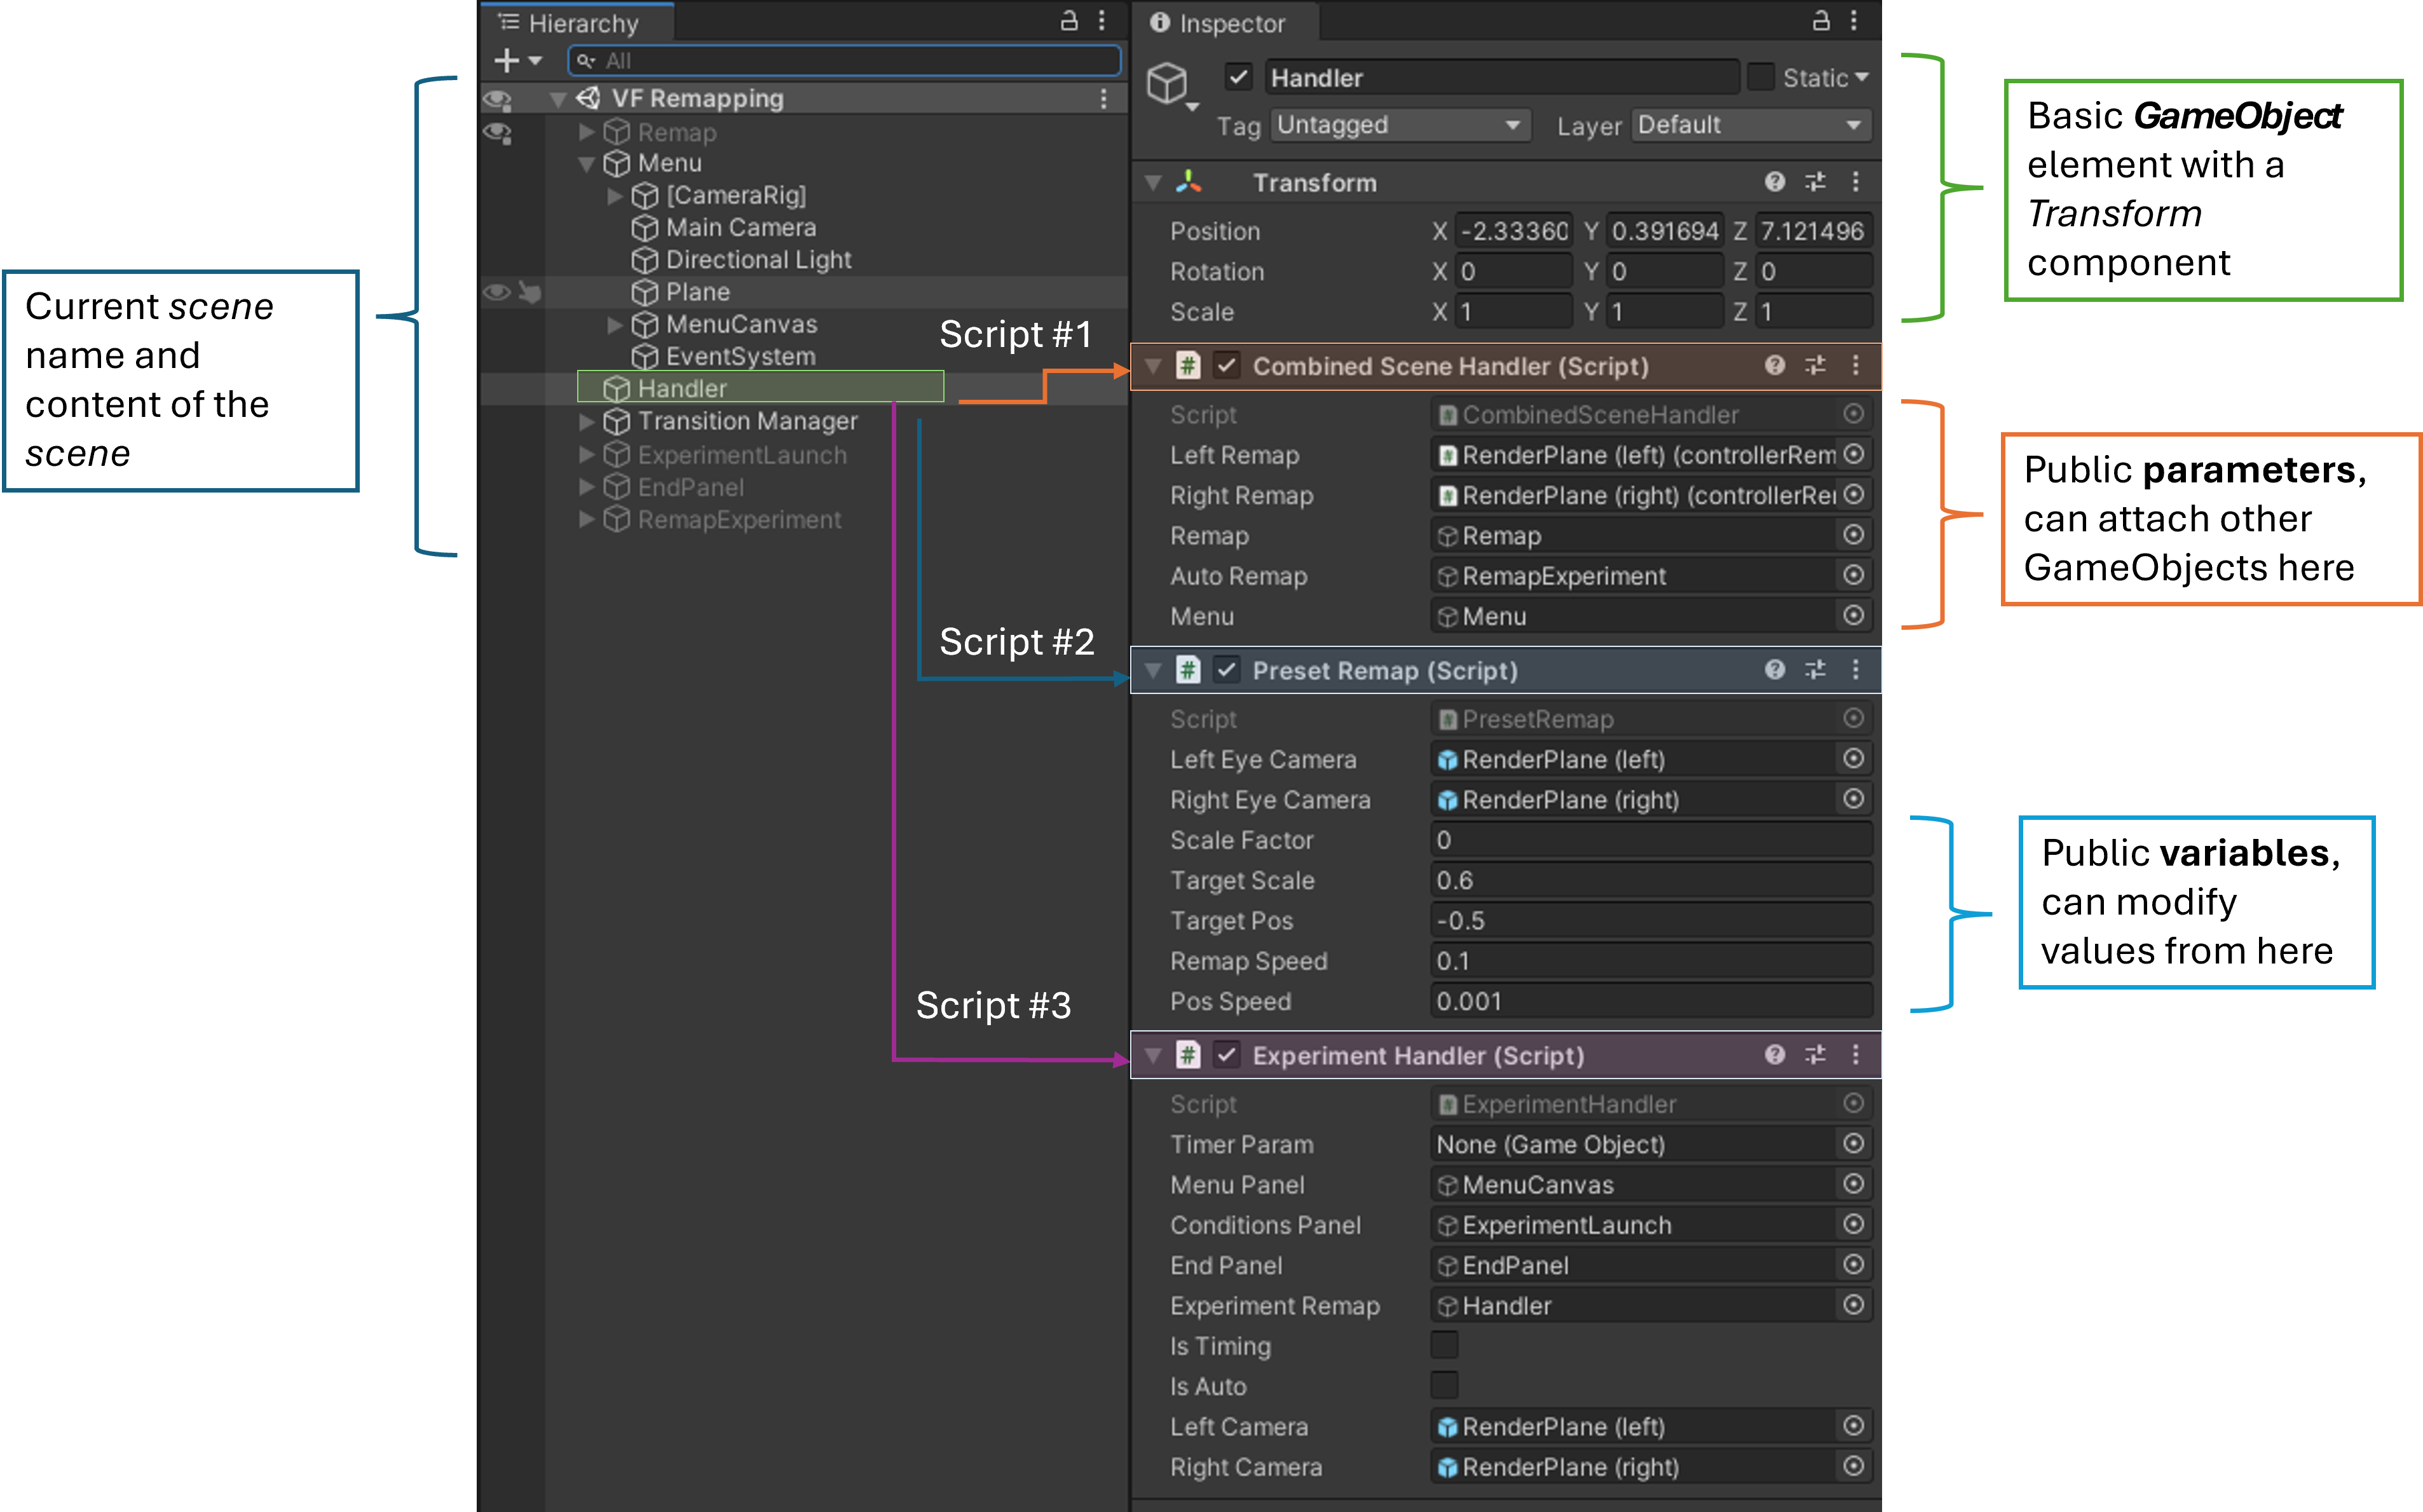 Current scene
name and
content of the
scene
Hierarchy
All
VF Remapping
Remap
Menu
[CameraRig]
Main Camera
Directional Light
Plane
MenuCanvas
EventSystem
Handler
Transition Manager
ExperimentLaunch
EndPanel
RemapExperiment
Script #1
Script #2
Script #3
Inspector
Handler
Static
Tag Untagged Layer Default
Transform
Position X -2.33360 Y 0.391694 Z 7.121496
Rotation X 0 Y 0 Z 0
Scale X 1 Y 1 Z 1
Combined Scene Handler (Script)
Script CombinedSceneHandler
Left Remap RenderPlane (left) (controllerRem
Right Remap RenderPlane (right) (controllerRe
Remap Remap
Auto Remap RemapExperiment
Menu Menu
Preset Remap (Script)
Script PresetRemap
Left Eye Camera RenderPlane (left)
Right Eye Camera RenderPlane (right)
Scale Factor 0
Target Scale 0.6
Target Pos -0.5
Remap Speed 0.1
Pos Speed 0.001
Experiment Handler (Script)
Script ExperimentHandler
Timer Param None (Game Object)
Menu Panel MenuCanvas
Conditions Panel ExperimentLaunch
End Panel EndPanel
Experiment Remap Handler
Is Timing
Is Auto
Left Camera RenderPlane (left)
Right Camera RenderPlane (right)
Basic GameObject
element with a
Transform
component
Public parameters,
can attach other
GameObjects here
Public variables,
can modify
values from here